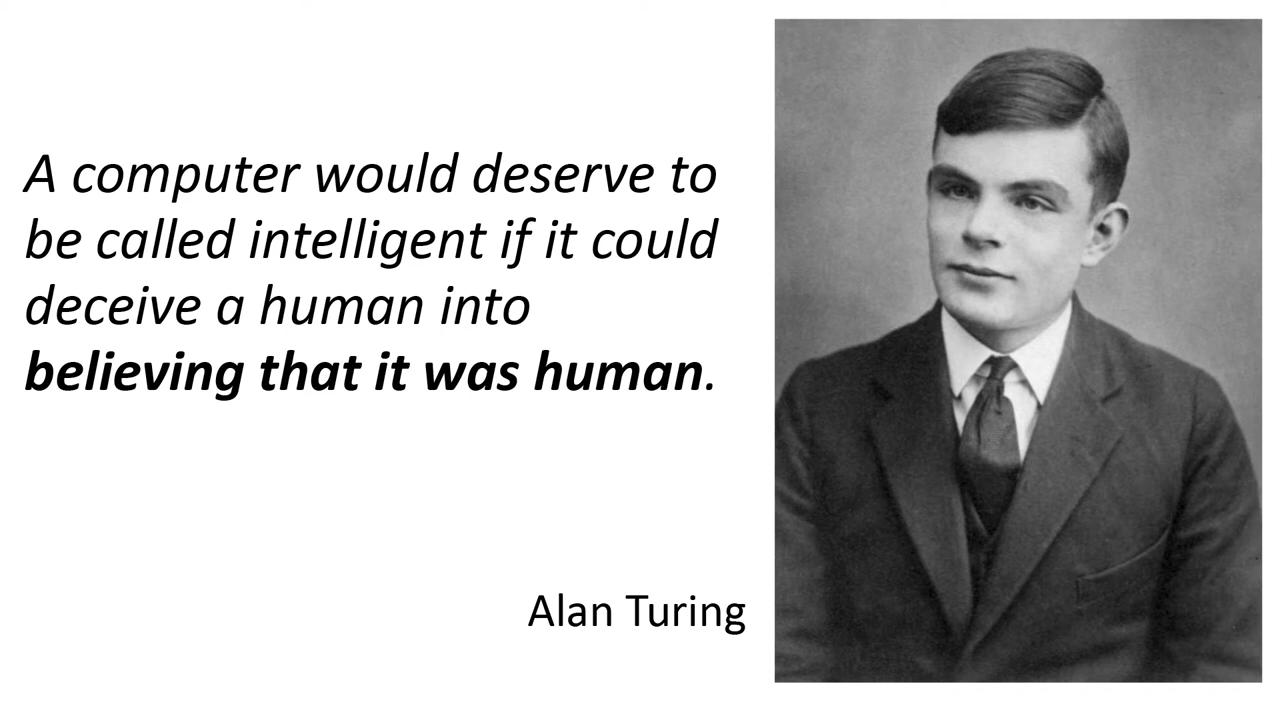 A computer would deserve to
be called intelligent if it could
deceive a human into
believing that it was human.
Alan Turing